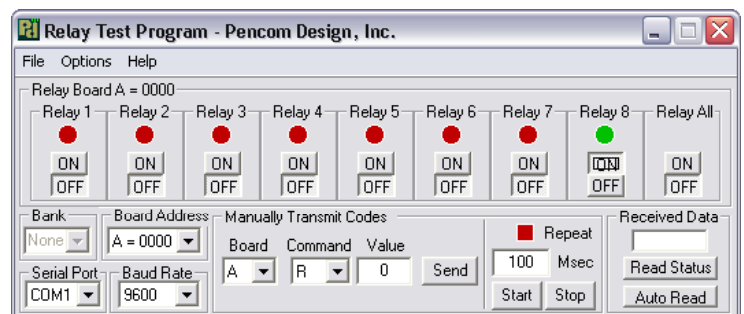 Pd Relay Test Program - Pencom Design, Inc.
File Options Help
Relay Board A = 0000
Relay 1 Relay 2 Relay 3 Relay 4 Relay 5 Relay 6 Relay 7 Relay 8 Relay All
ON ON ON ON ON ON ON ON ON
OFF OFF OFF OFF OFF OFF OFF OFF OFF
Bank Board Address Manually Transmit Codes Received Data
None A = 0000 Board Command Value Repeat
A R 0 Send 100 Msec Read Status
Serial Port Baud Rate
COM1 9600 Start Stop Auto Read